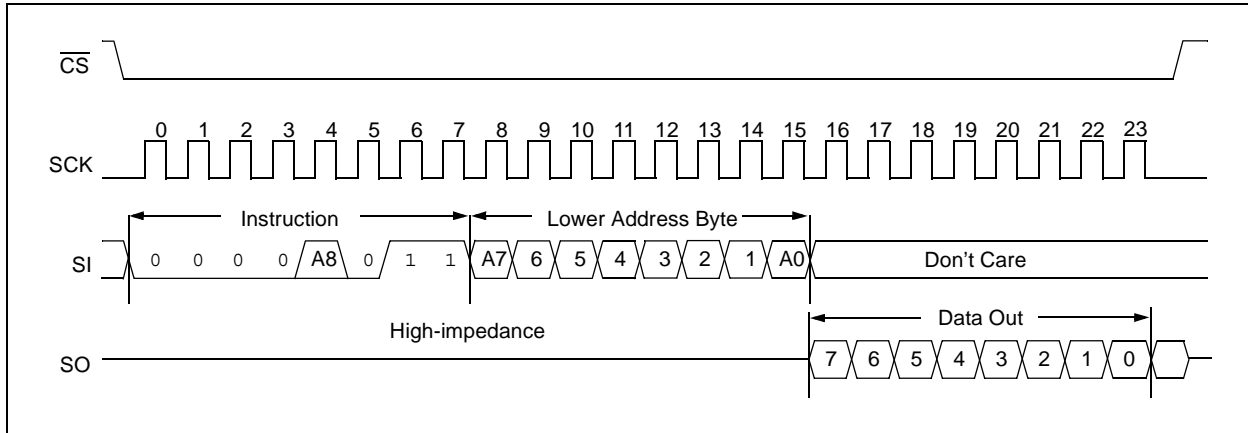 CS
0 1 2 3 4 5 6 7 8 9 10 11 12 13 14 15 16 17 18 19 20 21 22 23
SCK
Instruction Lower Address Byte
SI 0 0 0 0 A8 0 1 1 A7 6 5 4 3 2 1 A0 Don't Care
High-impedance Data Out
SO 7 6 5 4 3 2 1 0